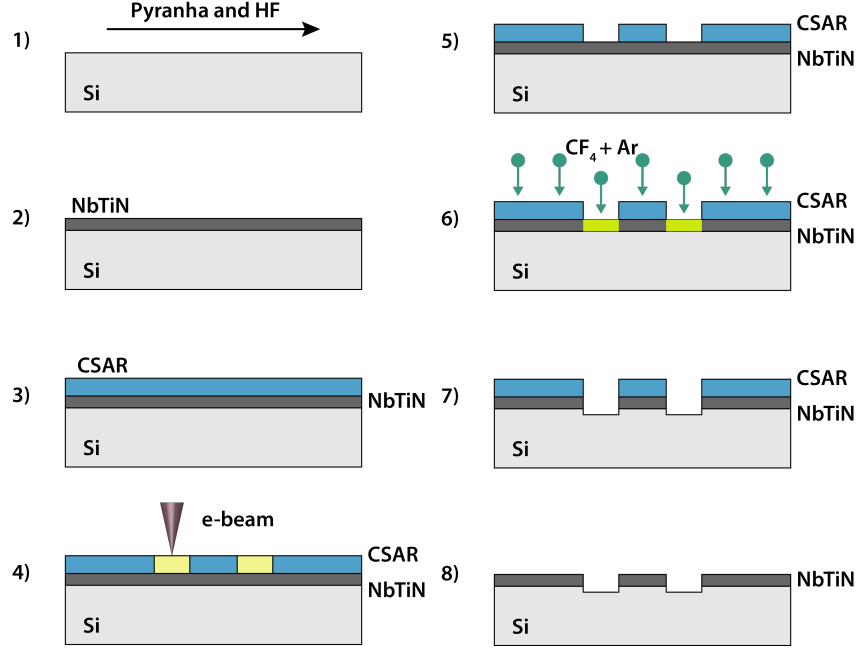 Pyranha and HF
1)
Si
2)
NbTiN
Si
3)
CSAR
NbTiN
Si
4)
e-beam
CSAR
NbTiN
Si
5)
CSAR
NbTiN
Si
6)
CF4 + Ar
CSAR
NbTiN
Si
7)
CSAR
NbTiN
Si
8)
NbTiN
Si